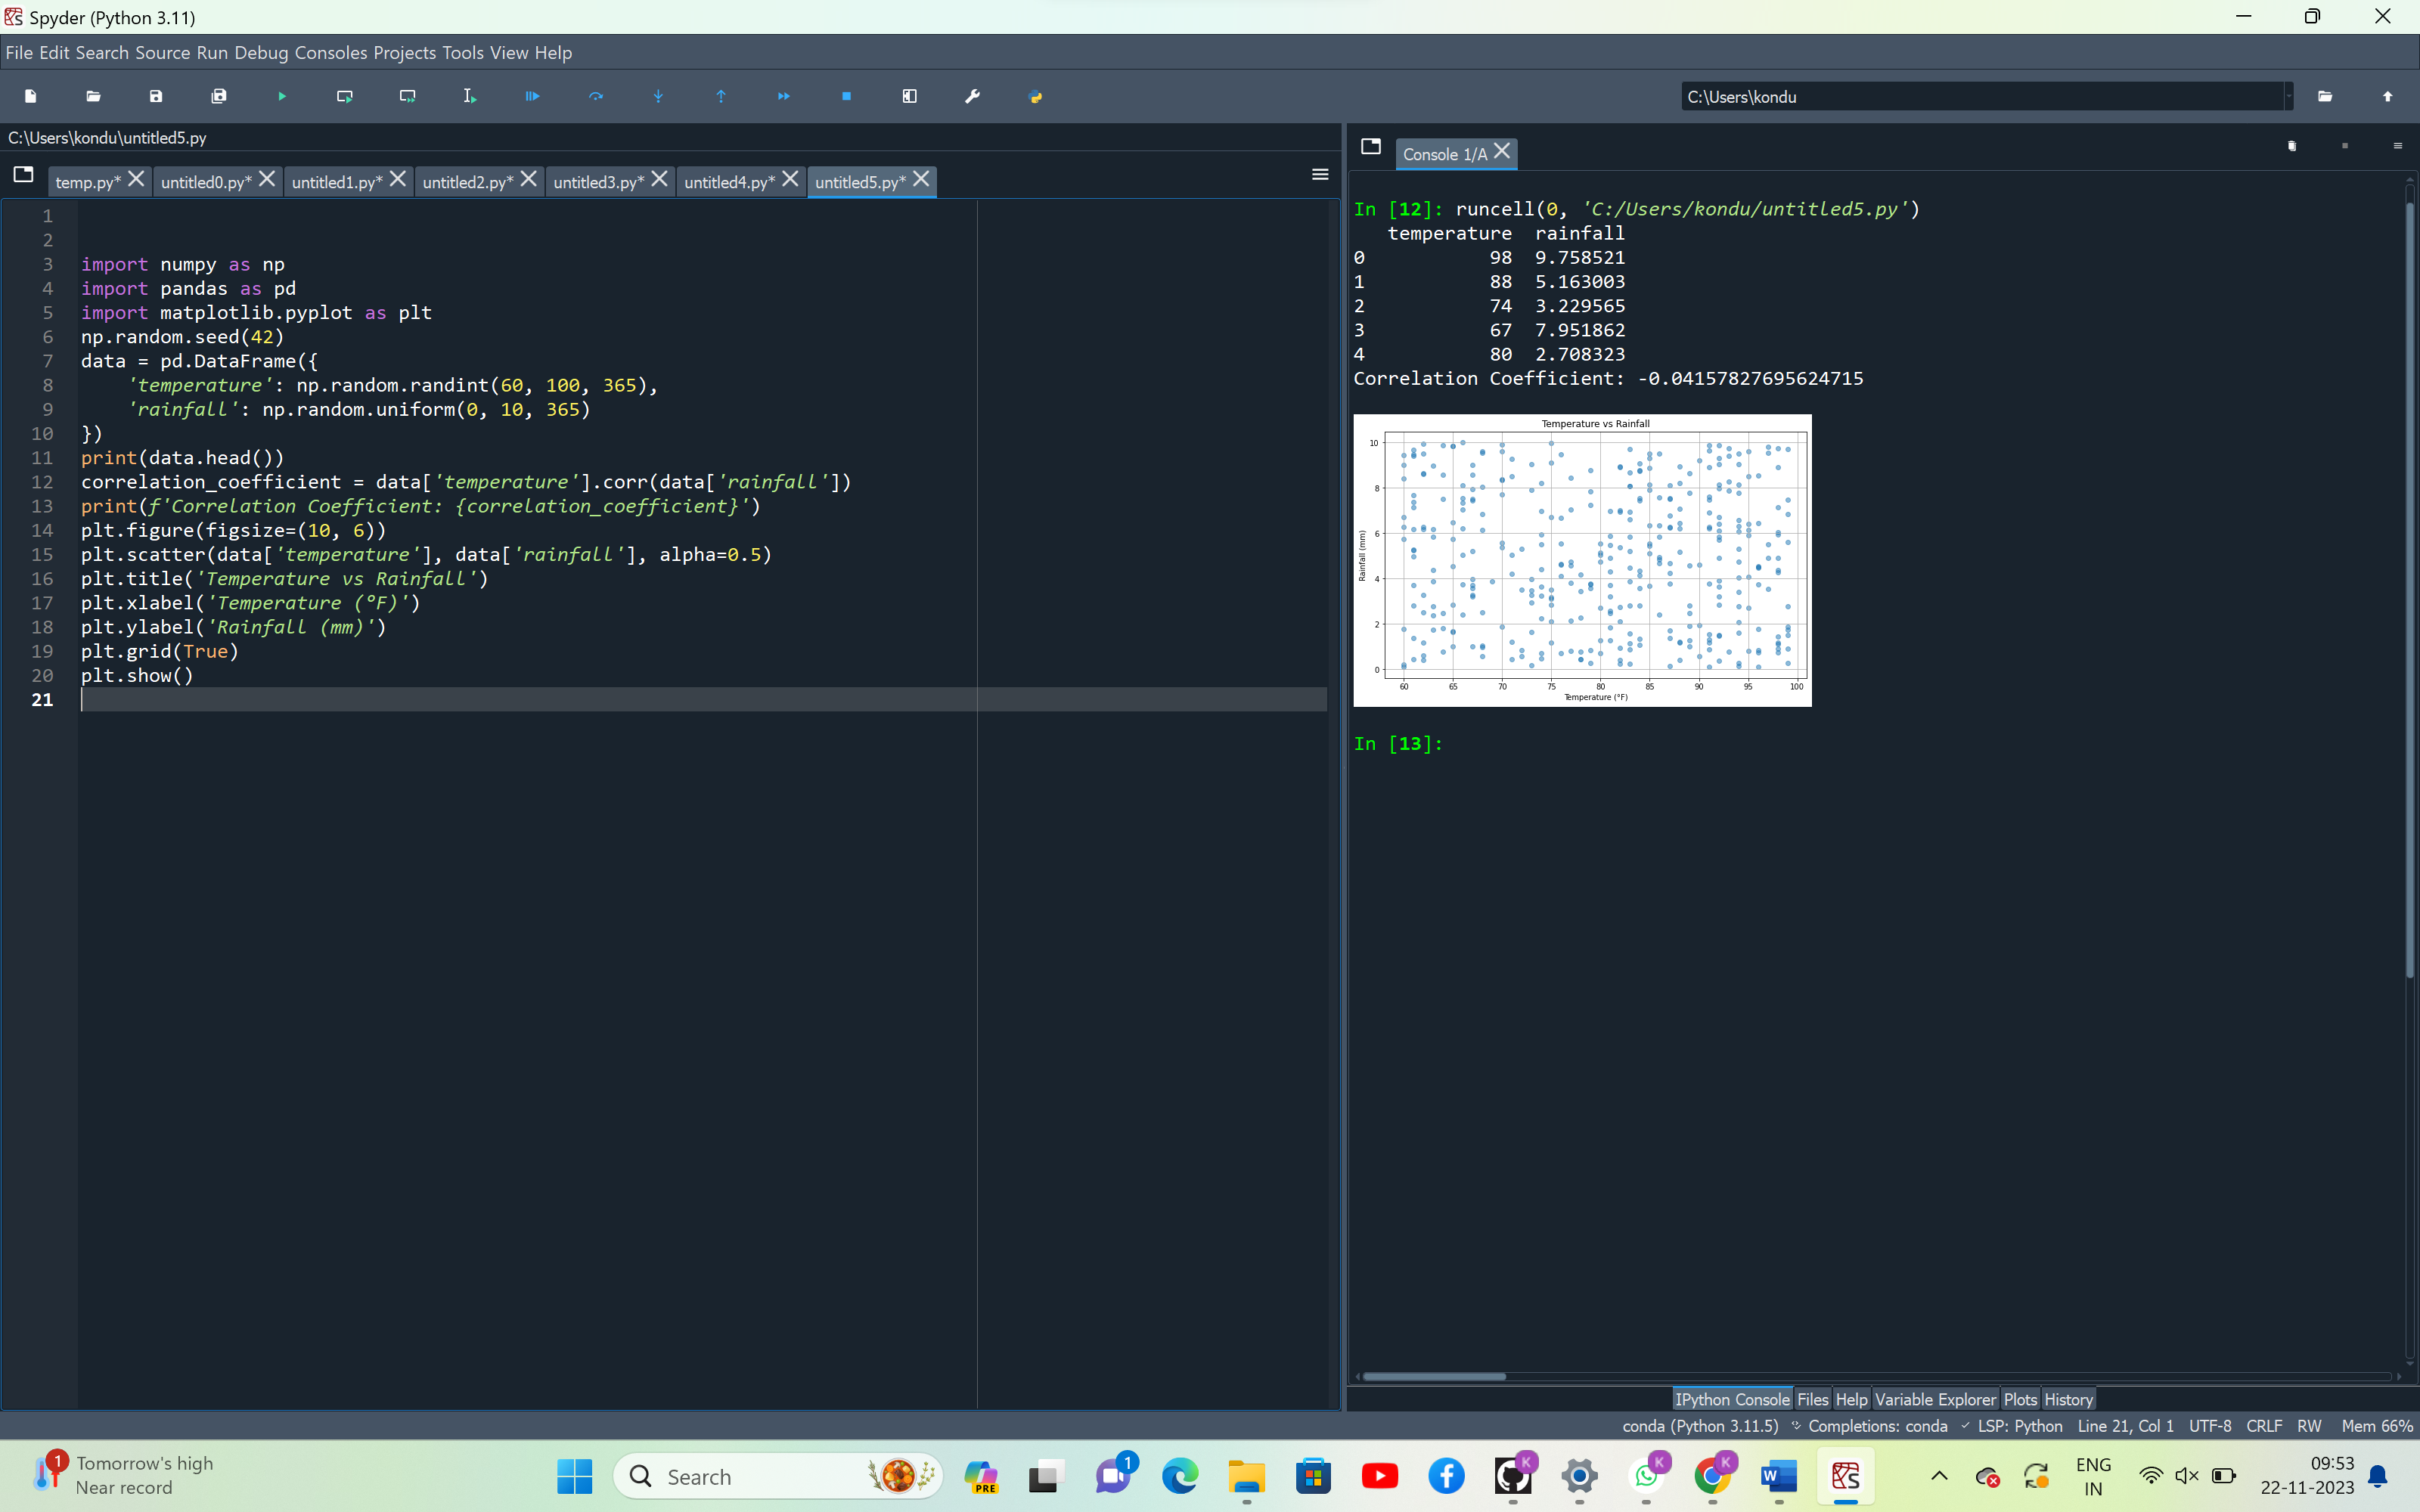 Spyder (Python 3.11)
File Edit Search Source Run Debug Consoles Projects Tools View Help
C:\Users\kondu
C:\Users\kondu\untitled5.py
temp.py* untitled0.py* untitled1.py* untitled2.py* untitled3.py* untitled4.py* untitled5.py*
1
2
3 import numpy as np
4 import pandas as pd
5 import matplotlib.pyplot as plt
6 np.random.seed(42)
7 data = pd.DataFrame({
8 'temperature': np.random.randint(60, 100, 365),
9 'rainfall': np.random.uniform(0, 10, 365)
10 })
11 print(data.head())
12 correlation_coefficient = data['temperature'].corr(data['rainfall'])
13 print(f'Correlation Coefficient: {correlation_coefficient}')
14 plt.figure(figsize=(10, 6))
15 plt.scatter(data['temperature'], data['rainfall'], alpha=0.5)
16 plt.title('Temperature vs Rainfall')
17 plt.xlabel('Temperature (°F)')
18 plt.ylabel('Rainfall (mm)')
19 plt.grid(True)
20 plt.show()
21
Console 1/A
In [12]: runcell(0, 'C:/Users/kondu/untitled5.py')
temperature rainfall
0 98 9.758521
1 88 5.163003
2 74 3.229565
3 67 7.951862
4 80 2.708323
Correlation Coefficient: -0.04157827695624715
Temperature vs Rainfall
Rainfall (mm)
10
8
6
4
2
0
60 65 70 75 80 85 90 95 100
Temperature (°F)
In [13]:
IPython Console Files Help Variable Explorer Plots History
conda (Python 3.11.5) Completions: conda LSP: Python Line 21, Col 1 UTF-8 CRLF RW Mem 66%
1
Tomorrow's high
Near record
Search
PRE
1
K
K
K
W
ENG
IN
09:53
22-11-2023